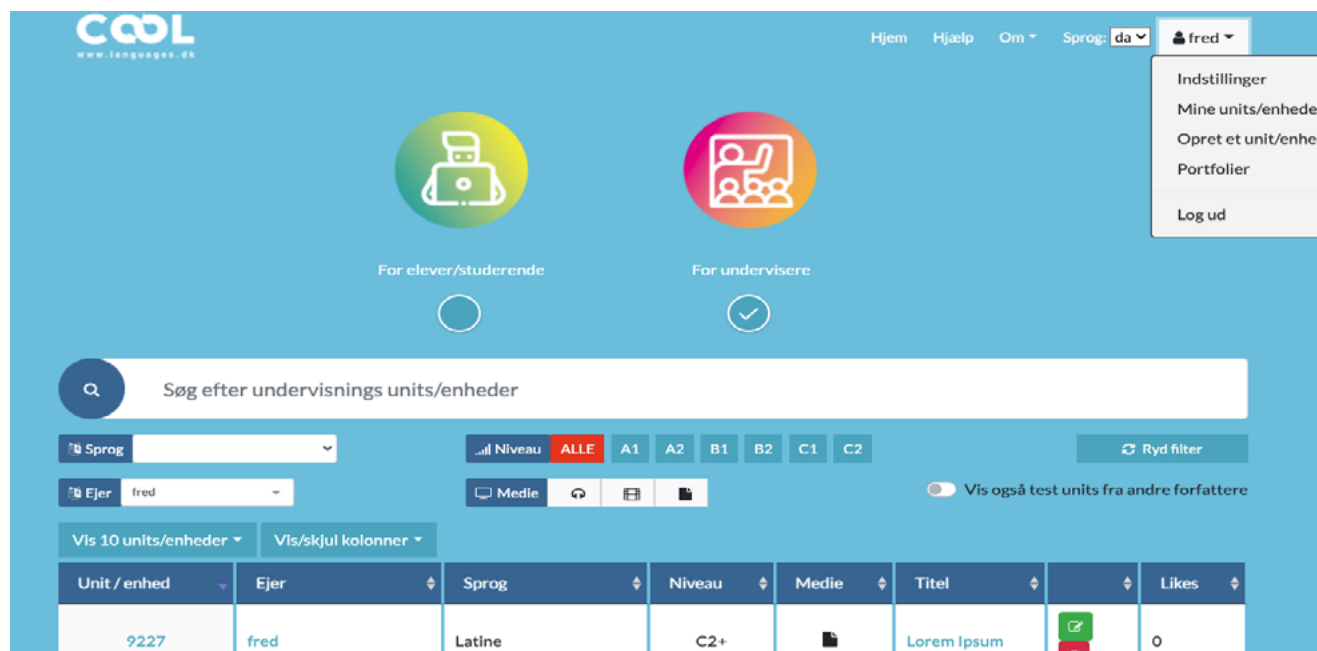 COOL
www.languages.dk
Hjem Hjælp Om Sprog: da fred
Indstillinger
Mine units/enhede
Opret et unit/enhe
Portfolier
Log ud
For elever/studerende For undervisere
Søg efter undervisnings units/enheder
Sprog Niveau ALLE A1 A2 B1 B2 C1 C2 Ryd filter
Ejer fred Medie Vis også test units fra andre forfattere
Vis 10 units/enheder Vis/skjul kolonner
Unit / enhed Ejer Sprog Niveau Medie Titel Likes
9227 fred Latine C2+ Lorem Ipsum 0